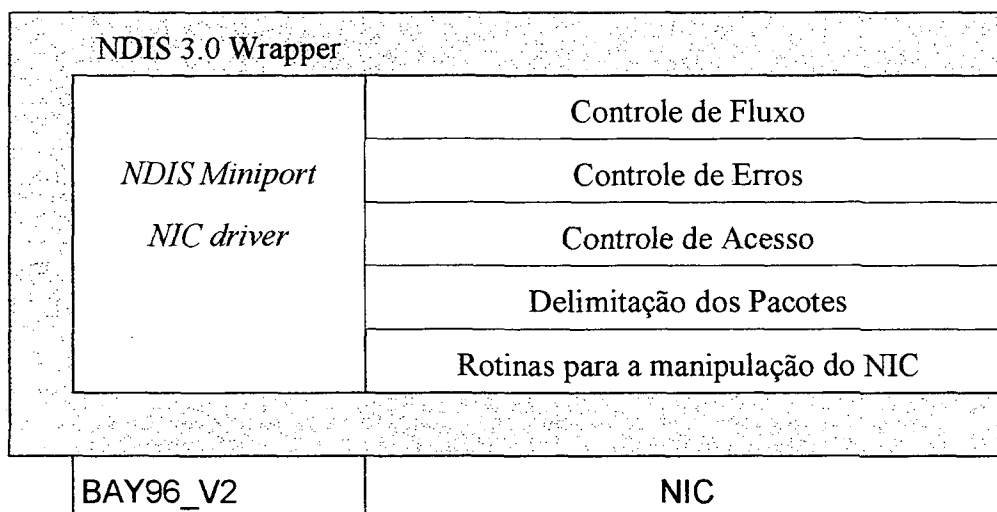 NDIS 3.0 Wrapper
NDIS Miniport
NIC driver
Controle de Fluxo
Controle de Erros
Controle de Acesso
Delimitação dos Pacotes
Rotinas para a manipulação do NIC
BAY96_V2
NIC